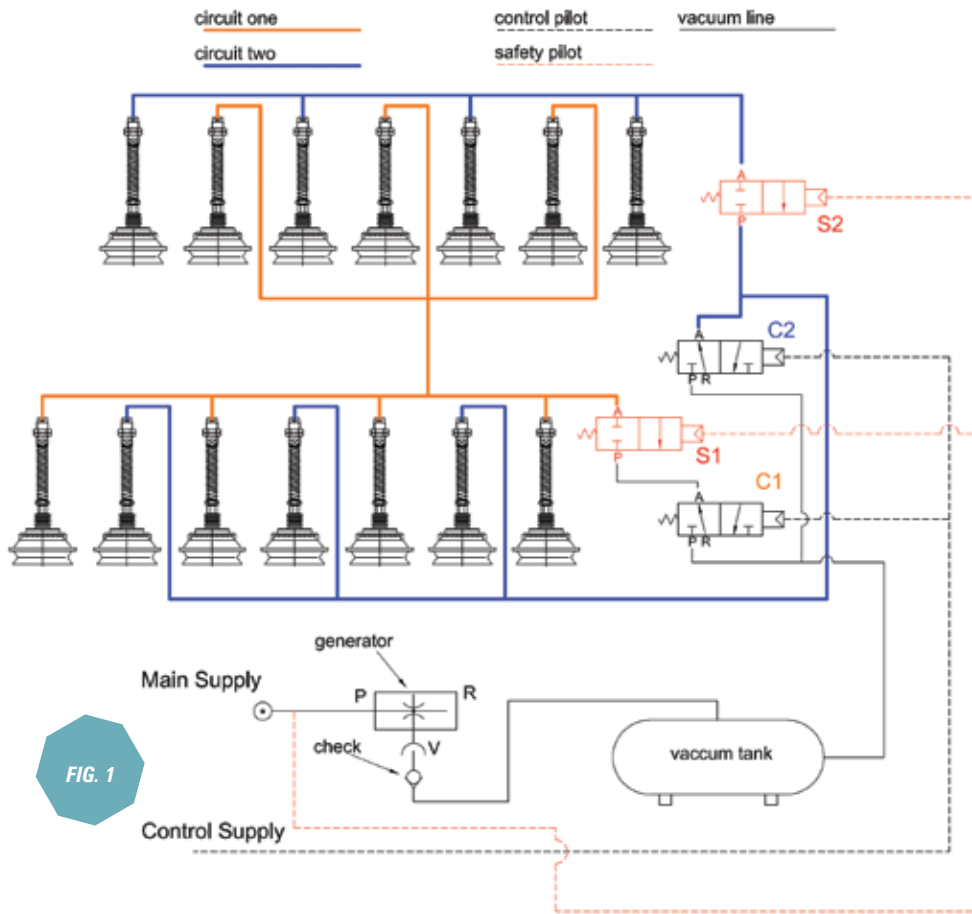 circuit one
control pilot
vacuum line
circuit two
safety pilot
A
P
S2
C2
A
P R
A
P
S1
C1
A
P R
generator
Main Supply
P
R
V
check
vaccum tank
FIG. 1
Control Supply